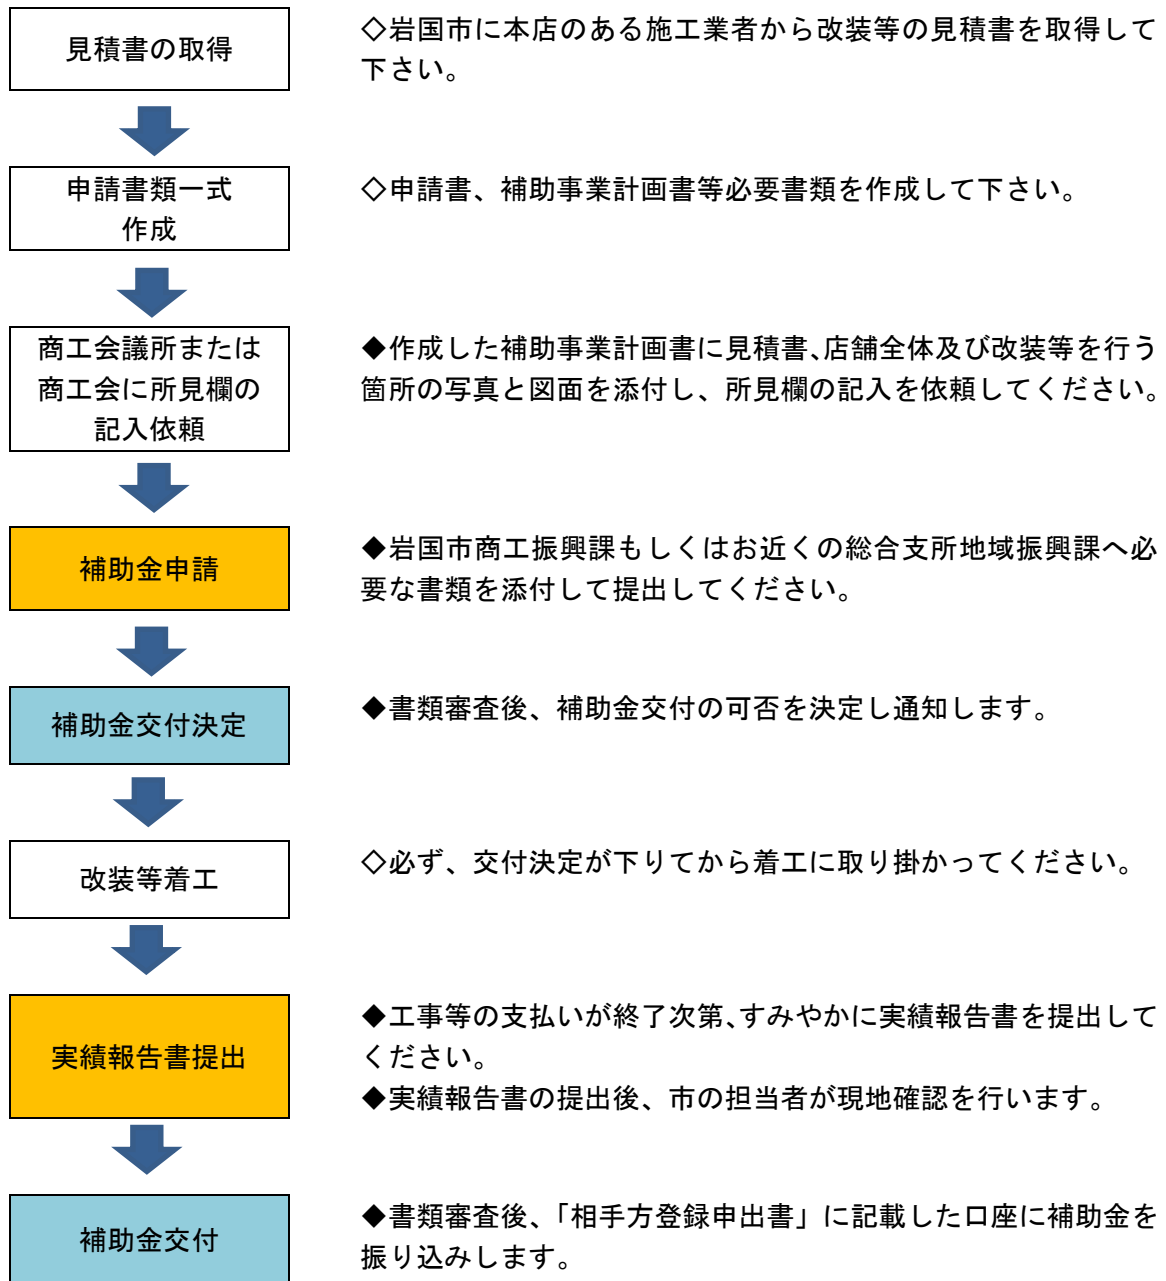 見積書の取得
◇岩国市に本店のある施工業者から改装等の見積書を取得して
下さい。
申請書類一式
作成
◇申請書、補助事業計画書等必要書類を作成して下さい。
商工会議所または
商工会に所見欄の
記入依頼
◆作成した補助事業計画書に見積書、店舗全体及び改装等を行う
箇所の写真と図面を添付し、所見欄の記入を依頼してください。
補助金申請
◆岩国市商工振興課もしくはお近くの総合支所地域振興課へ必
要な書類を添付して提出してください。
補助金交付決定
◆書類審査後、補助金交付の可否を決定し通知します。
改装等着工
◇必ず、交付決定が下りてから着工に取り掛かってください。
実績報告書提出
◆工事等の支払いが終了次第、すみやかに実績報告書を提出して
ください。
◆実績報告書の提出後、市の担当者が現地確認を行います。
補助金交付
◆書類審査後、「相手方登録申出書」に記載した口座に補助金を
振り込みします。